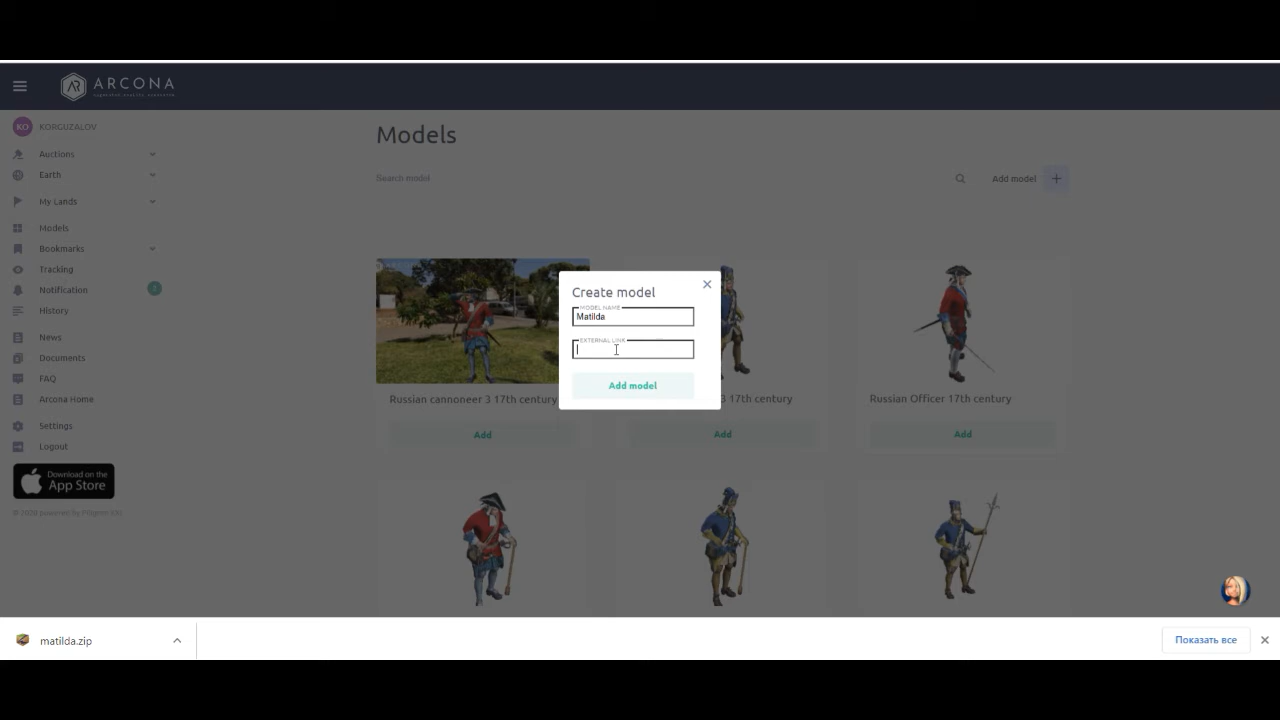 ARCONA
KO KORGUZALOV
Auctions
Earth
My Lands
Models
Bookmarks
Tracking
Notification
History
News
Documents
FAQ
Arcona Home
Settings
Logout
Download on the
App Store
Models
Search model
Add model
Create model
MODEL NAME
Matilda
EXTERNAL LINK
Add model
Russian cannoneer 3 17th century
3 17th century
Russian Officer 17th century
Add
Add
Add
matilda.zip
Показать все